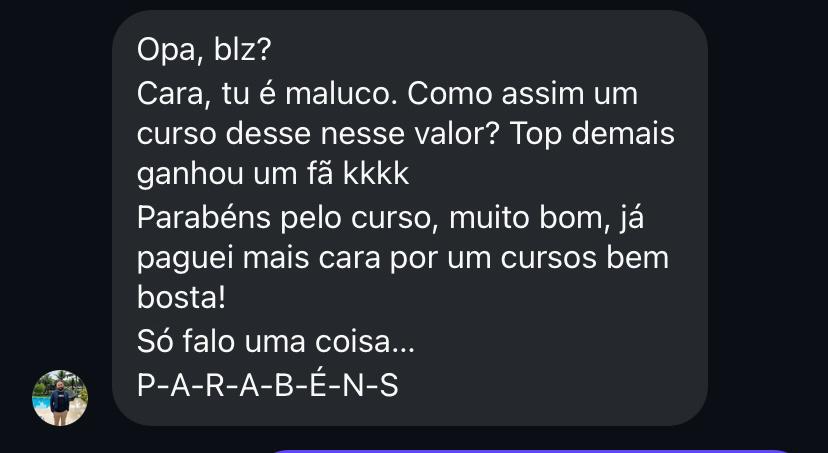 Opa, blz?
Cara, tu é maluco. Como assim um
curso desse nesse valor? Top demais
ganhou um fã kkkk
Parabéns pelo curso, muito bom, já
paguei mais cara por um cursos bem
bosta!
Só falo uma coisa...
P-A-R-A-B-É-N-S